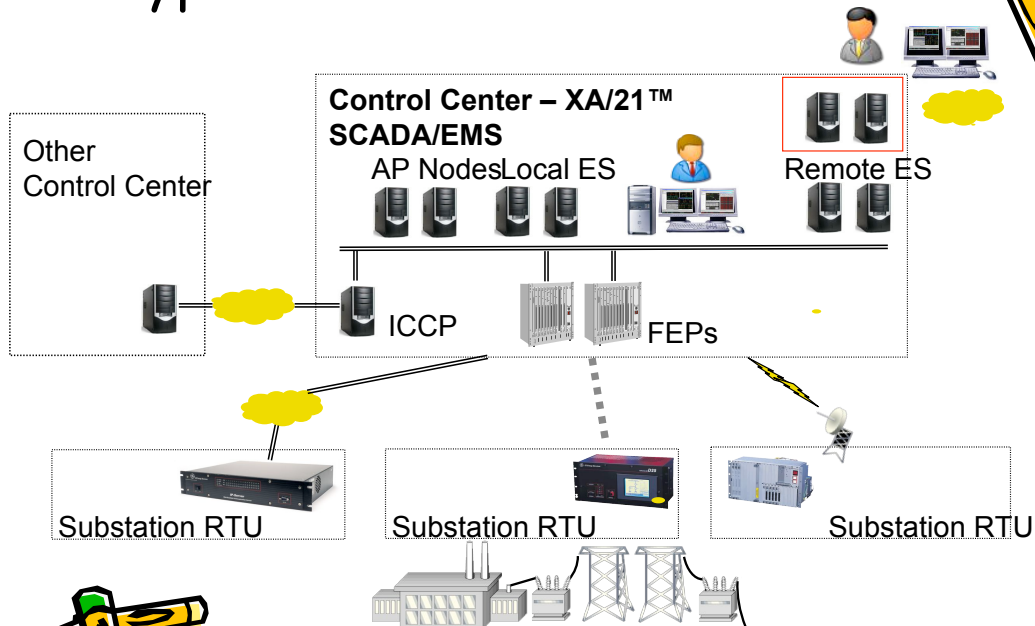 Control Center – XA/21™
SCADA/EMS
Other
Control Center
AP Nodes
Local ES
Remote ES
ICCP
FEPs
Substation RTU
Substation RTU
Substation RTU